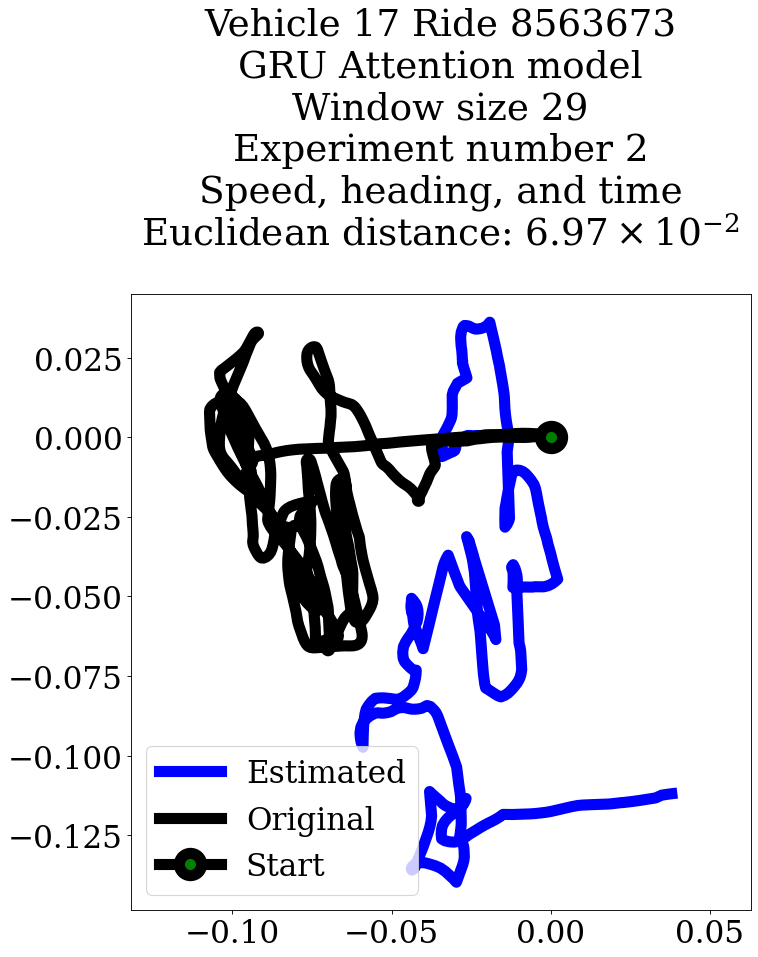 Vehicle 17 Ride 8563673
GRU Attention model
Window size 29
Experiment number 2
Speed, heading, and time
Euclidean distance: 6.97 × 10⁻²
0.025
0.000
−0.025
−0.050
−0.075
−0.100
−0.125
Estimated
Original
Start
−0.10 −0.05 0.00 0.05